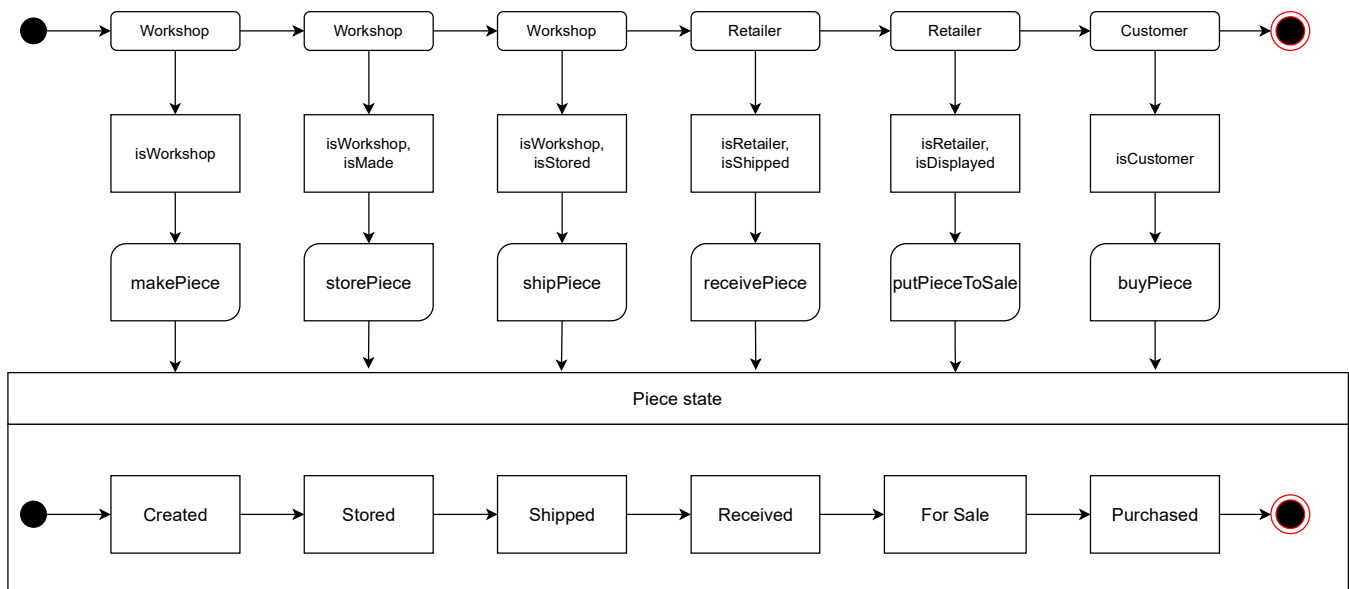 Workshop
Workshop
Workshop
Retailer
Retailer
Customer
isWorkshop
isWorkshop,
isMade
isWorkshop,
isStored
isRetailer,
isShipped
isRetailer,
isDisplayed
isCustomer
makePiece
storePiece
shipPiece
receivePiece
putPieceToSale
buyPiece
Piece state
Created
Stored
Shipped
Received
For Sale
Purchased